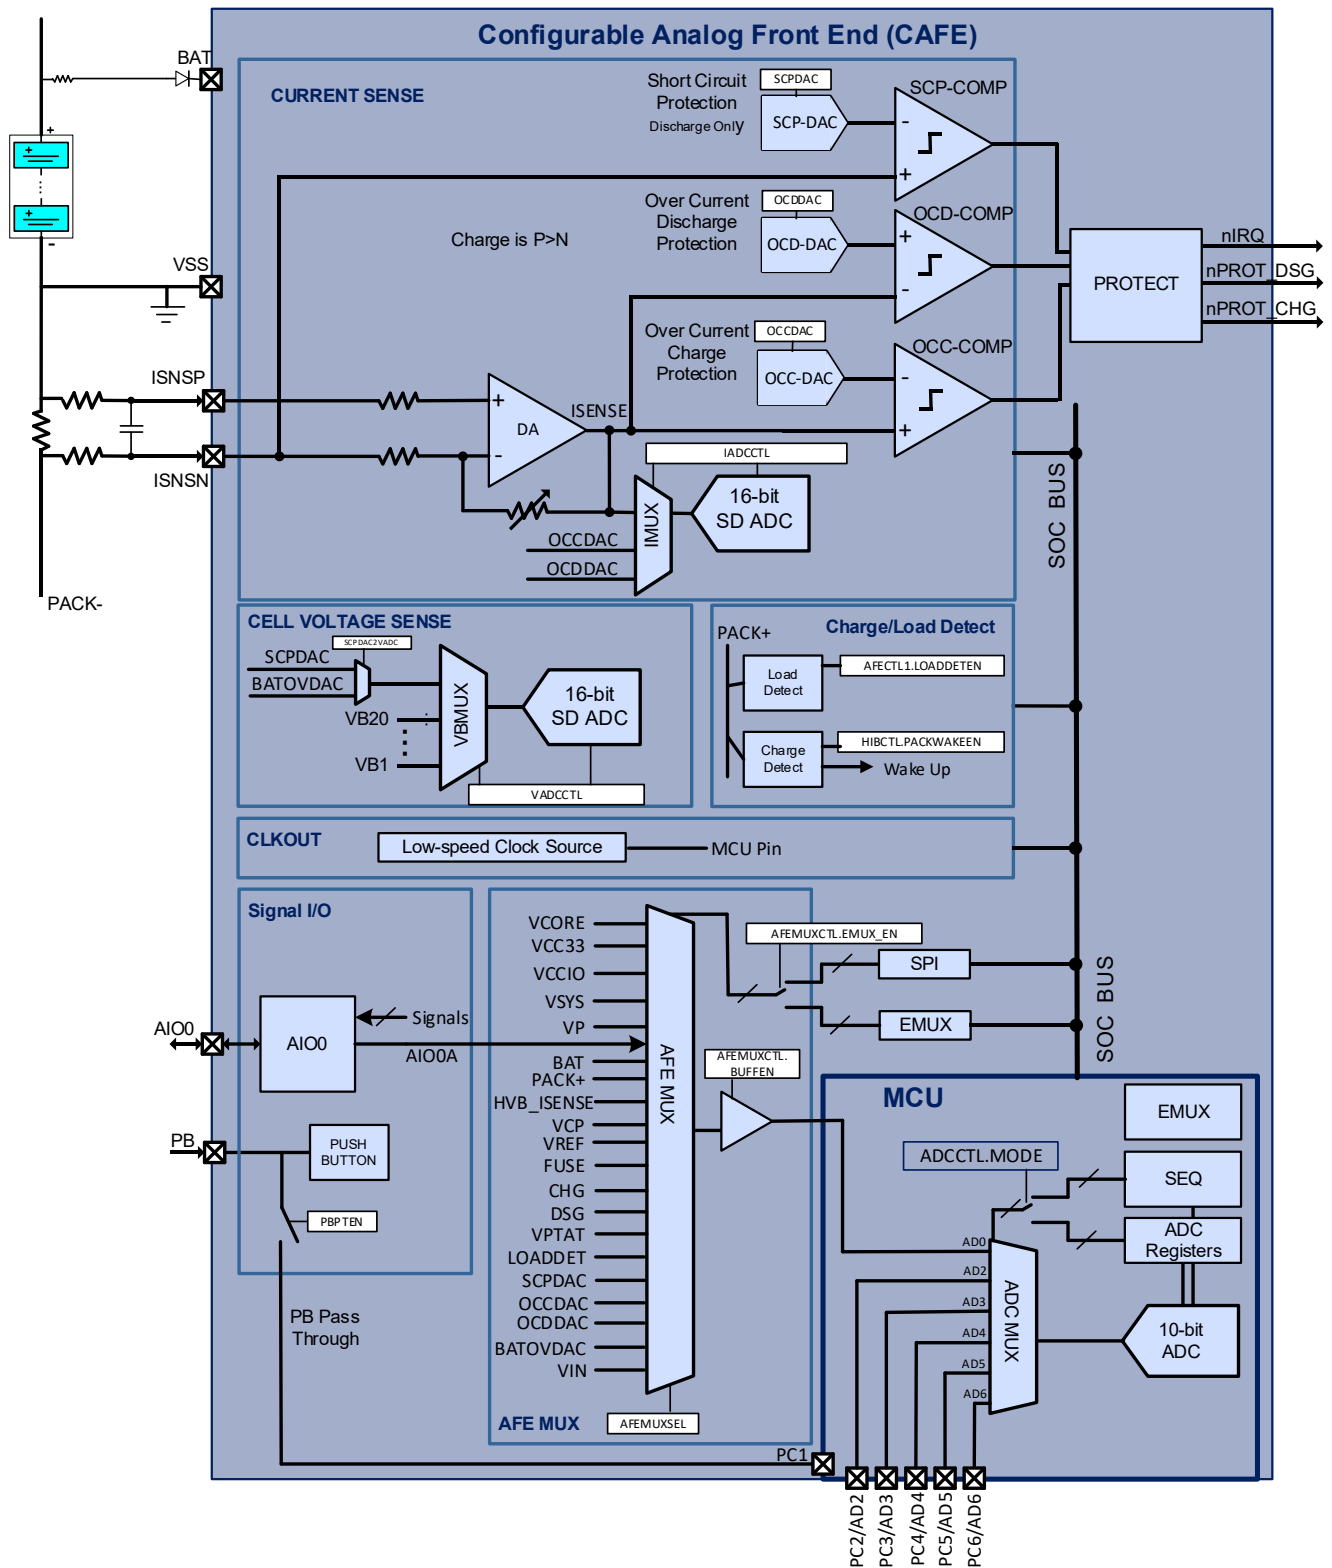 Configurable Analog Front End (CAFE)
BAT
CURRENT SENSE
Short Circuit
Protection
Discharge Only
SCPDAC
SCP-DAC
SCP-COMP
-
+
+
-
Over Current
Discharge
Protection
OCDDAC
OCD-DAC
OCD-COMP
+
-
Charge is P>N
VSS
PROTECT
nIRQ
nPROT_DSG
nPROT_CHG
Over Current
Charge
Protection
OCCDAC
OCC-DAC
OCC-COMP
-
+
ISNSP
ISNSN
+
-
DA
ISENSE
IADCCTL
IMUX
16-bit
SD ADC
OCCDAC
OCDDAC
SOC BUS
PACK-
CELL VOLTAGE SENSE
SCPDAC2VADC
SCPDAC
BATOVDAC
VB20
VB1
VBMUX
16-bit
SD ADC
VADCCTL
PACK+
Charge/Load Detect
Load
Detect
AFECTL1.LOADDETEN
Charge
Detect
HIBCTL.PACKWAKEEN
Wake Up
CLKOUT
Low-speed Clock Source
MCU Pin
Signal I/O
AIO0
AIO0
Signals
AIO0A
PB
PUSH
BUTTON
PBPTEN
PB Pass
Through
VCORE
VCC33
VCCIO
VSYS
VP
BAT
PACK+
HVB_ISENSE
VCP
VREF
FUSE
CHG
DSG
VPTAT
LOADDET
SCPDAC
OCCDAC
OCDDAC
BATOVDAC
VIN
AFE MUX
AFE MUX
AFEMUXSEL
AFEMUXCTL.EMUX_EN
SPI
EMUX
SOC BUS
AFEMUXCTL.
BUFFEN
MCU
EMUX
ADCCTL.MODE
SEQ
ADC
Registers
AD0
AD2
AD3
AD4
AD5
AD6
ADC MUX
10-bit
ADC
PC1
PC2/AD2
PC3/AD3
PC4/AD4
PC5/AD5
PC6/AD6